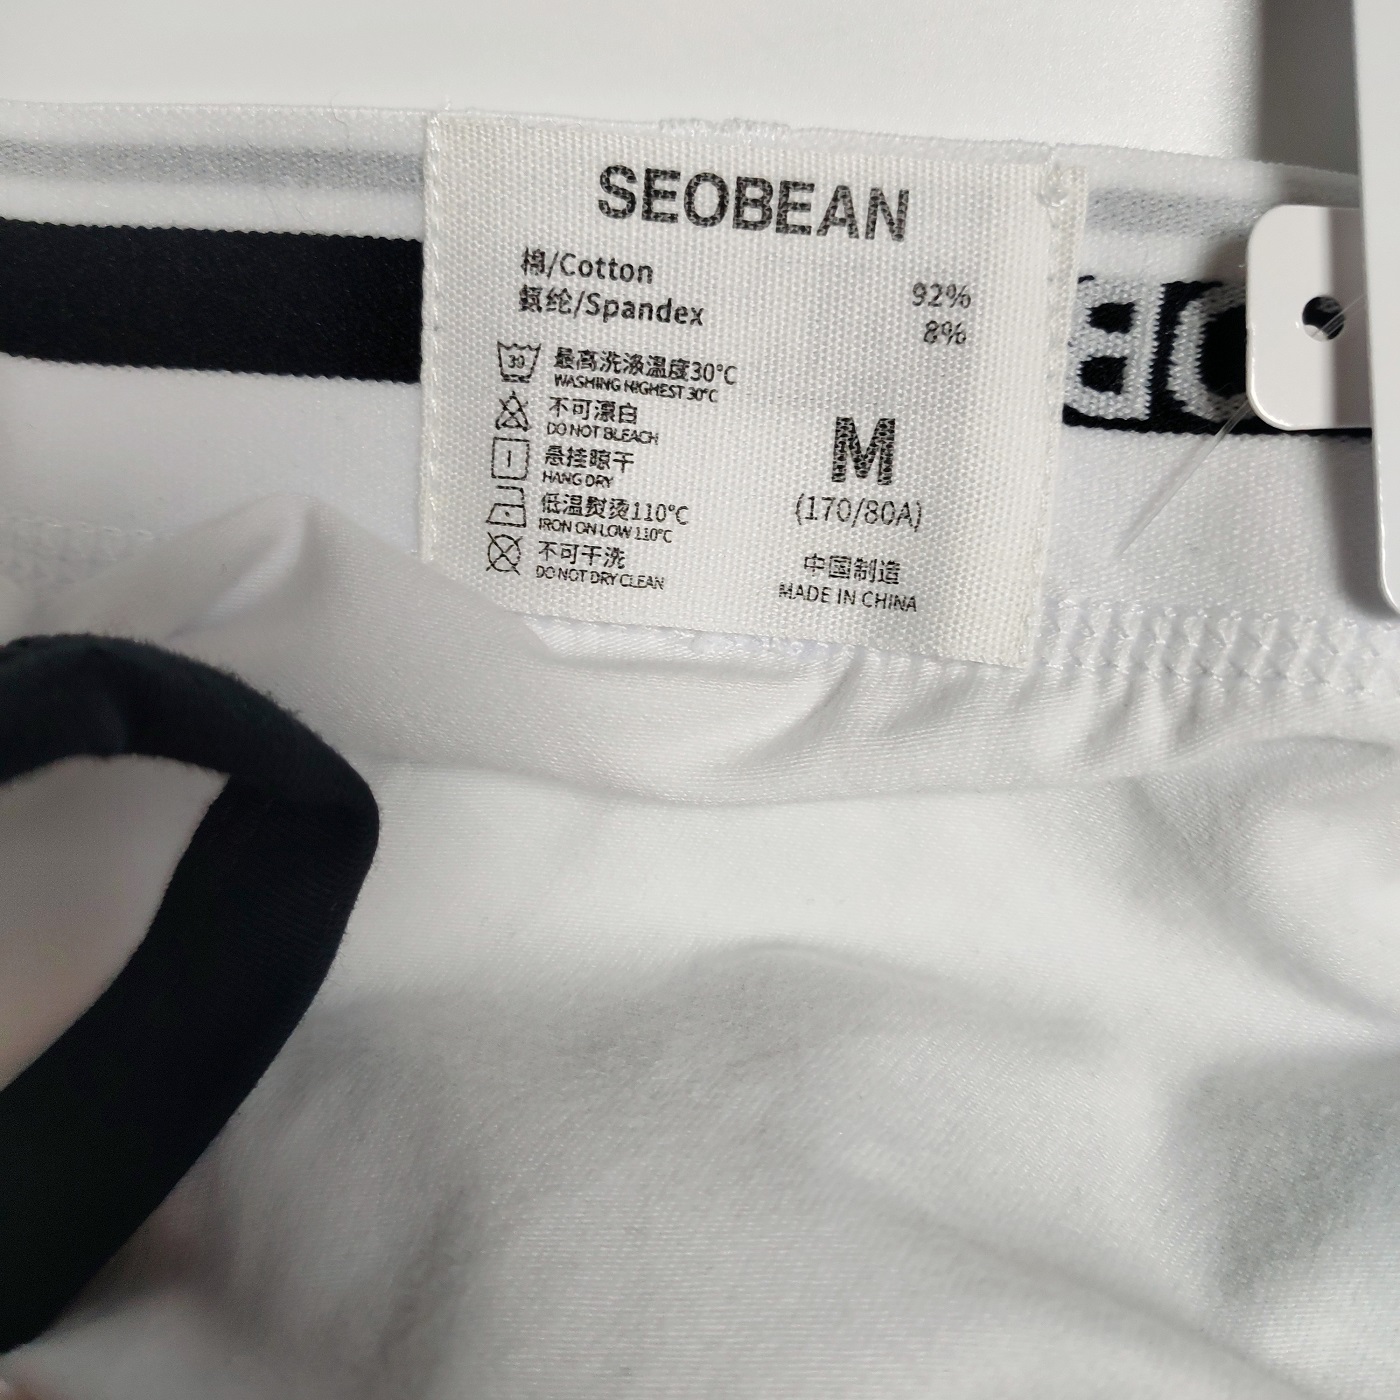 SEOBEAN
棉/Cotton 92%
氨纶/Spandex 8%
30
最高洗涤温度30°C
WASHING HIGHEST 30°C
不可漂白
DO NOT BLEACH
悬挂晾干
HANG DRY
低温熨烫110°C
IRON ON LOW 110°C
不可干洗
DO NOT DRY CLEAN
M
(170/80A)
中国制造
MADE IN CHINA